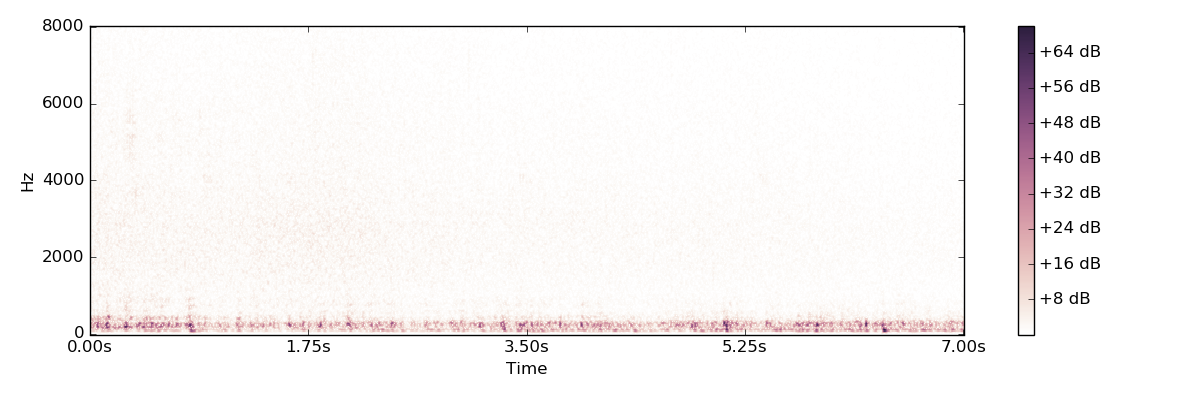 8000
6000
4000
2000
0
Hz
0.00s
1.75s
3.50s
5.25s
7.00s
Time
+64 dB
+56 dB
+48 dB
+40 dB
+32 dB
+24 dB
+16 dB
+8 dB